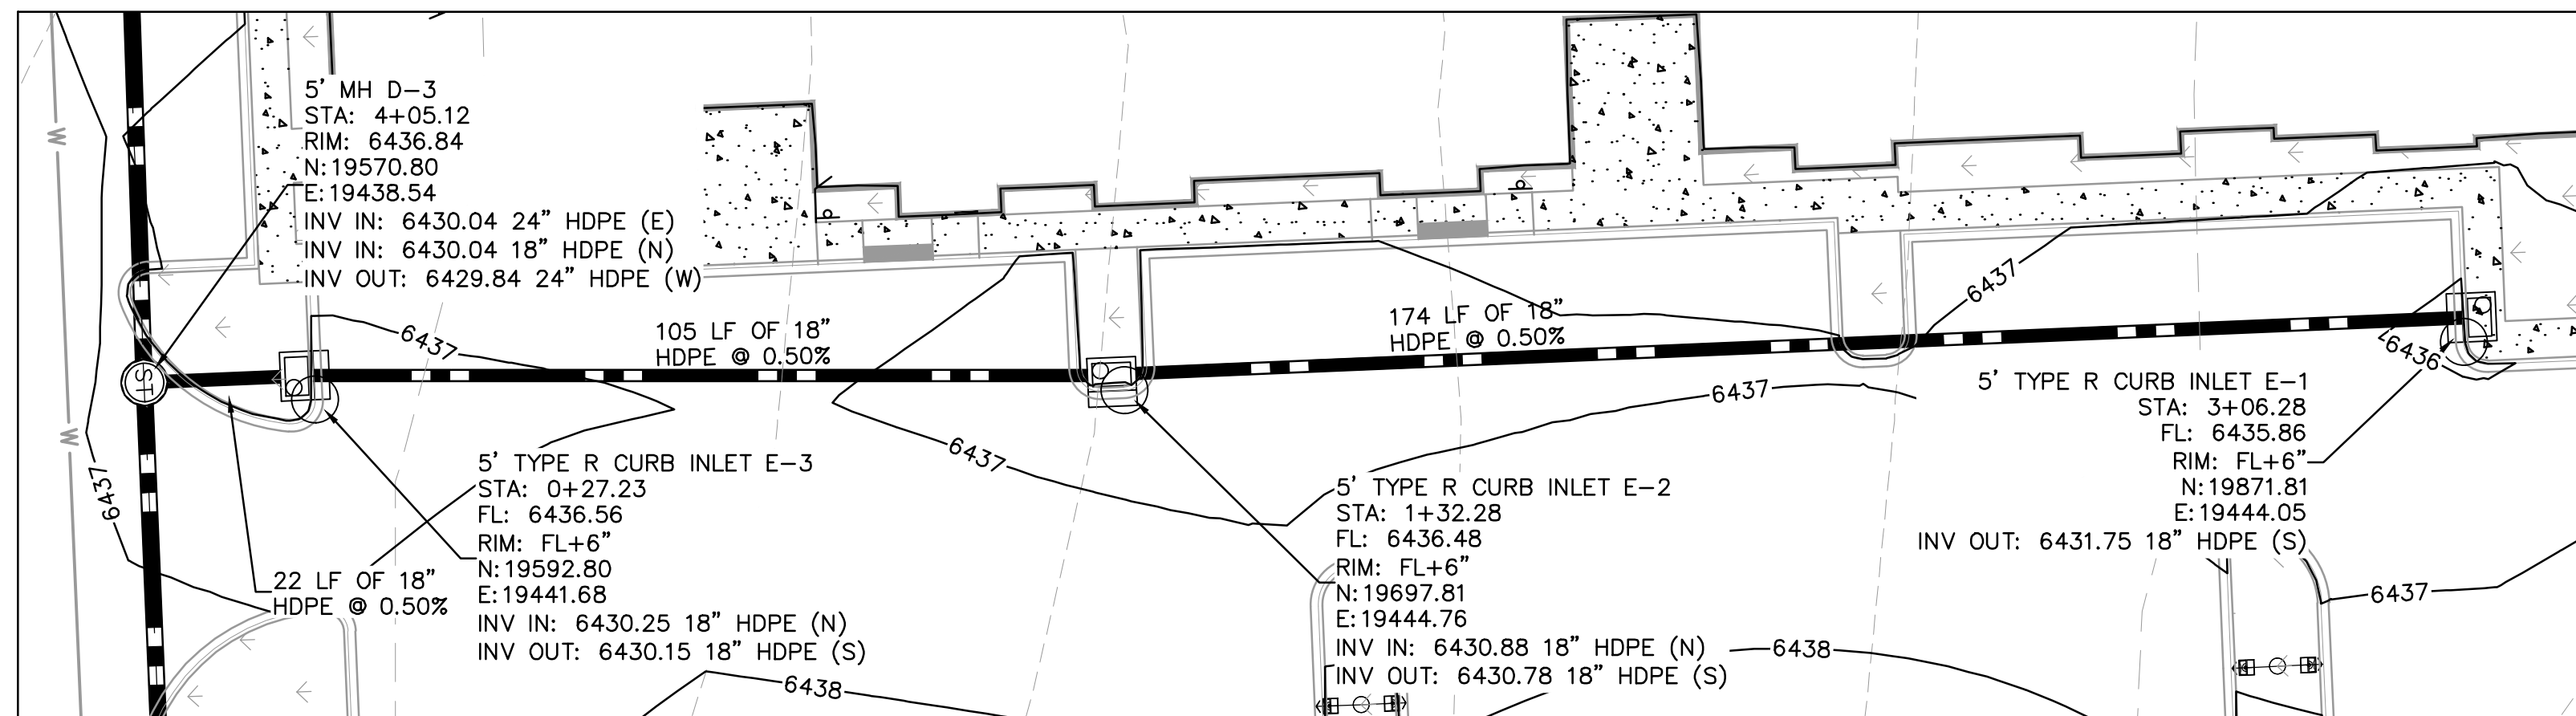 5' MH D-3
STA: 4+05.12
RIM: 6436.84
N:19570.80
E:19438.54
INV IN: 6430.04 24" HDPE (E)
INV IN: 6430.04 18" HDPE (N)
INV OUT: 6429.84 24" HDPE (W)
W
W
ST
6437
6437
105 LF OF 18"
HDPE @ 0.50%
174 LF OF 18"
HDPE @ 0.50%
6437
6436
6437
6437
5' TYPE R CURB INLET E-3
STA: 0+27.23
FL: 6436.56
RIM: FL+6"
N:19592.80
E:19441.68
INV IN: 6430.25 18" HDPE (N)
INV OUT: 6430.15 18" HDPE (S)
22 LF OF 18"
HDPE @ 0.50%
5' TYPE R CURB INLET E-2
STA: 1+32.28
FL: 6436.48
RIM: FL+6"
N:19697.81
E:19444.76
INV IN: 6430.88 18" HDPE (N)
INV OUT: 6430.78 18" HDPE (S)
5' TYPE R CURB INLET E-1
STA: 3+06.28
FL: 6435.86
RIM: FL+6"
N:19871.81
E:19444.05
INV OUT: 6431.75 18" HDPE (S)
6437
6438
6438